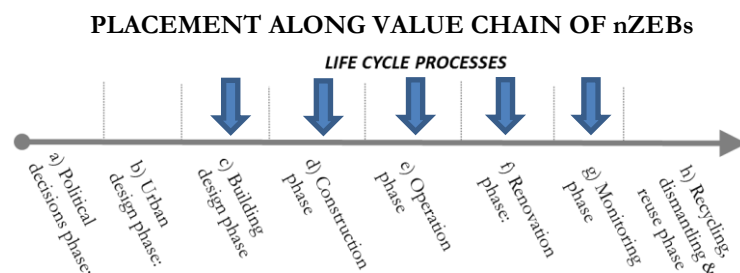 PLACEMENT ALONG VALUE CHAIN OF nZEBs
LIFE CYCLE PROCESSES
a) Political
decisions phase:
b) Urban
design phase:
c) Building
design phase
d) Construction
phase
e) Operation
phase
f) Renovation
phase:
g) Monitoring
phase
h) Recycling,
dismantling &
reuse phase